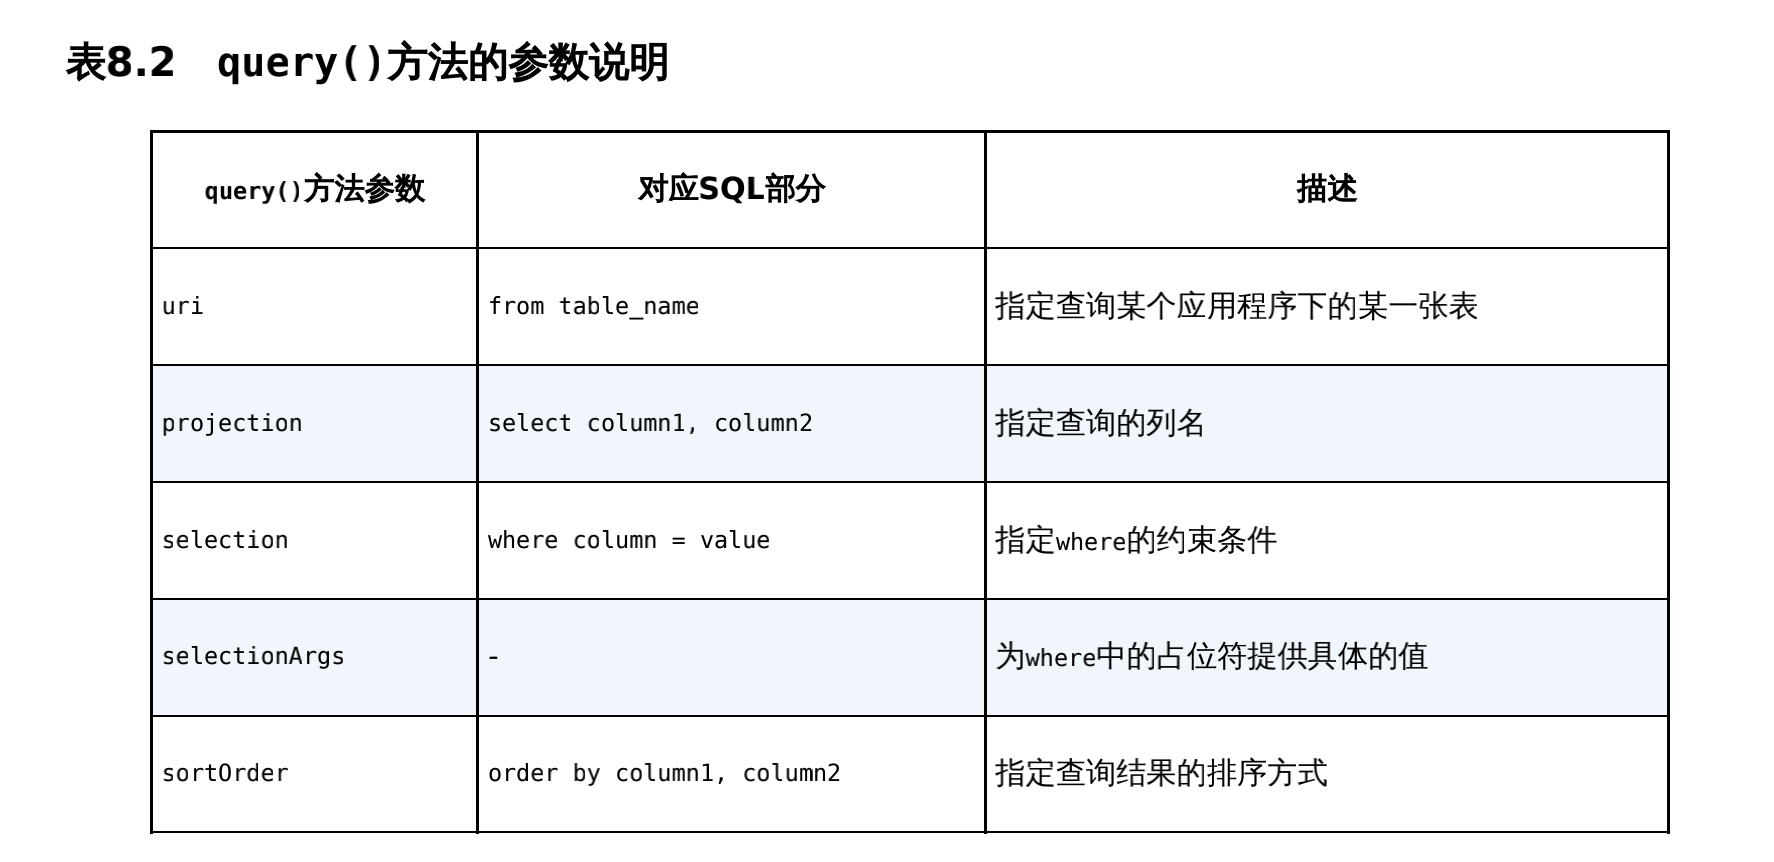 表8.2 query()方法的参数说明
query()方法参数 对应SQL部分 描述
uri from table_name 指定查询某个应用程序下的某一张表
projection select column1, column2 指定查询的列名
selection where column = value 指定where的约束条件
selectionArgs - 为where中的占位符提供具体的值
sortOrder order by column1, column2 指定查询结果的排序方式